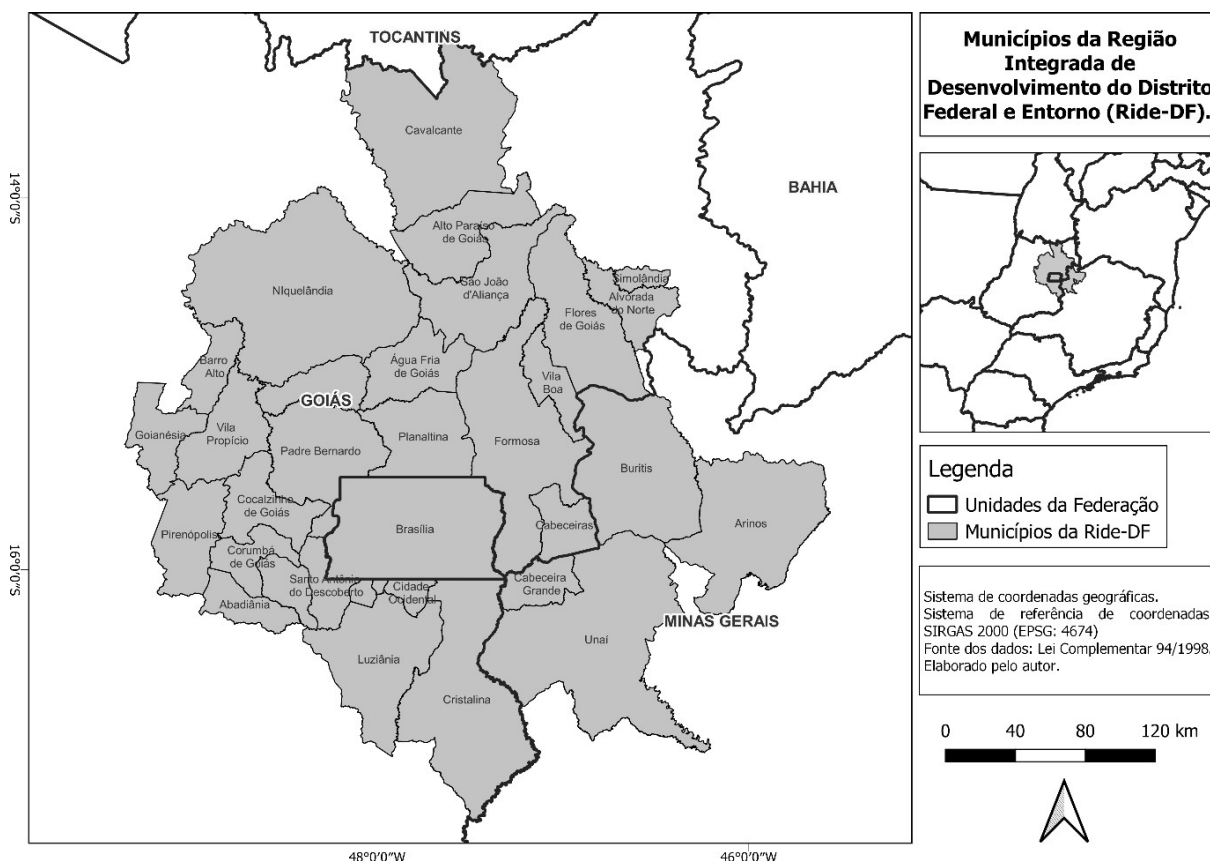 TOCANTINS
Cavalcante
BAHIA
Alto Paraíso
de Goiás
São João
d'Aliança
Simolândia
Alvorada
do Norte
NIquelândia
Flores
de Goiás
Barro
Alto
Água Fria
de Goiás
Vila
Boa
GOIÁS
Goianésia
Vila
Propício
Padre Bernardo
Planaltina
Formosa
Buritis
Cocalzinho
de Goiás
Pirenópolis
Brasília
Cabeceiras
Arinos
Corumbá
de Goiás
Santo Antônio
do Descoberto
Cidade
Ocidental
Cabeceira
Grande
Abadiânia
MINAS GERAIS
Unaí
Luziânia
Cristalina
14°0'0"S
16°0'0"S
48°0'0"W
46°0'0"W
Municípios da Região
Integrada de
Desenvolvimento do Distrito
Federal e Entorno (Ride-DF).
Legenda
Unidades da Federação
Municípios da Ride-DF
Sistema de coordenadas geográficas.
Sistema de referência de coordenadas
SIRGAS 2000 (EPSG: 4674)
Fonte dos dados: Lei Complementar 94/1998.
Elaborado pelo autor.
0 40 80 120 km